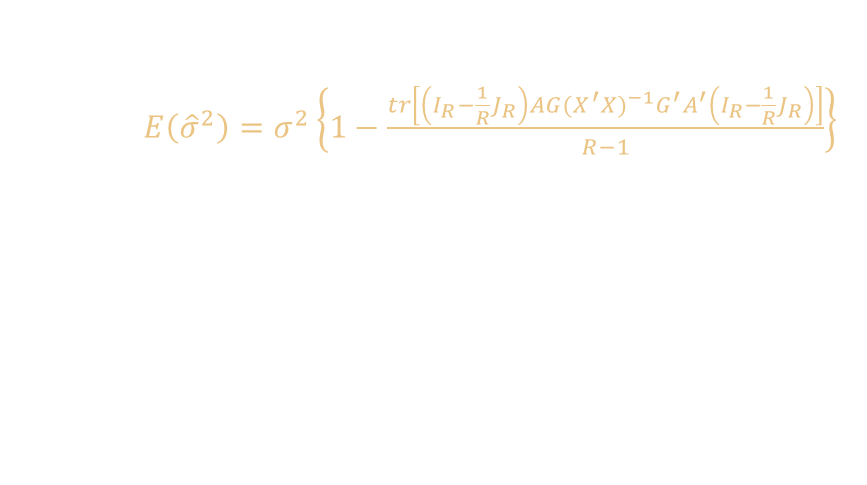 E(σ̂²) = σ² {1 − tr[(I_R − 1/R J_R) AG(X′X)⁻¹G′A′ (I_R − 1/R J_R)] / (R−1)}